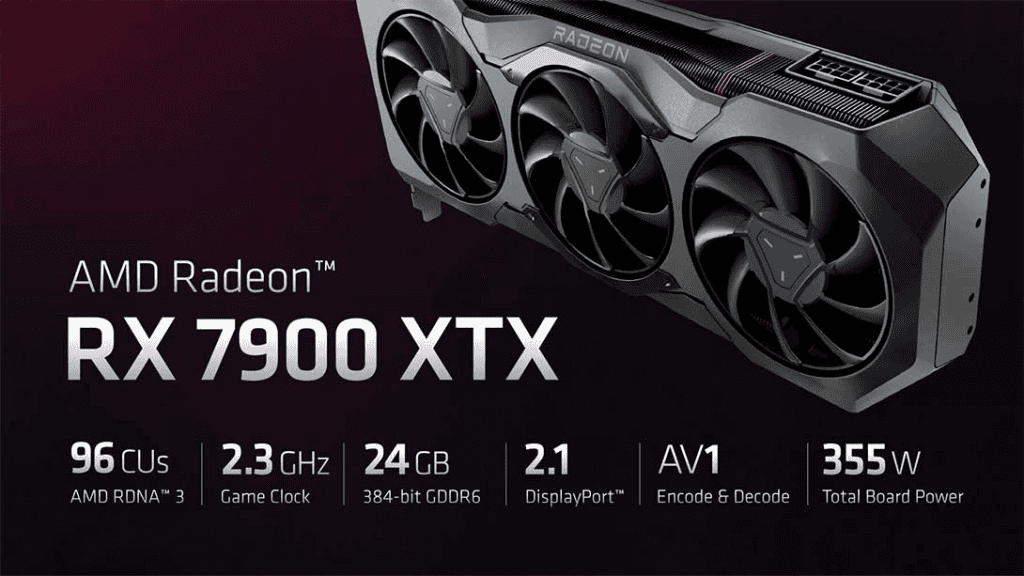 RADEON
AMD Radeon™
RX 7900 XTX
96 CUs
AMD RDNA™ 3
2.3 GHz
Game Clock
24 GB
384-bit GDDR6
2.1
DisplayPort™
AV1
Encode & Decode
355 W
Total Board Power